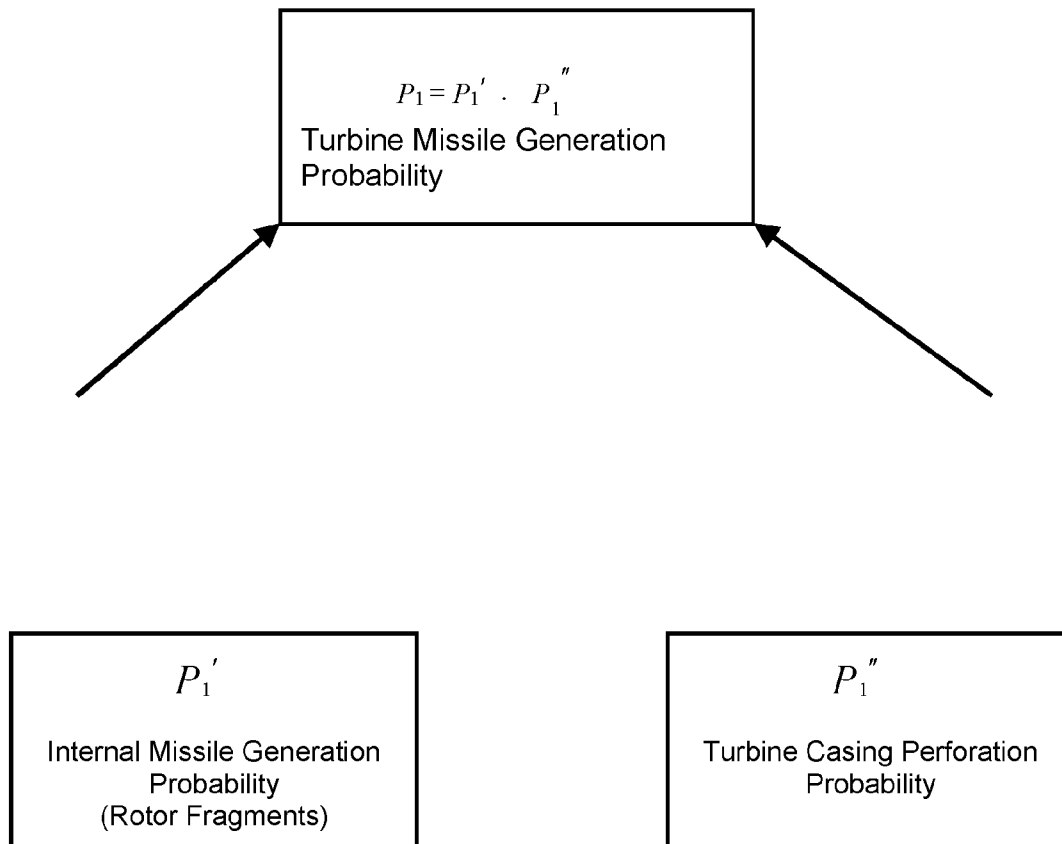 P₁ = P₁′ . P₁″
Turbine Missile Generation
Probability
P₁′
Internal Missile Generation
Probability
(Rotor Fragments)
P₁″
Turbine Casing Perforation
Probability